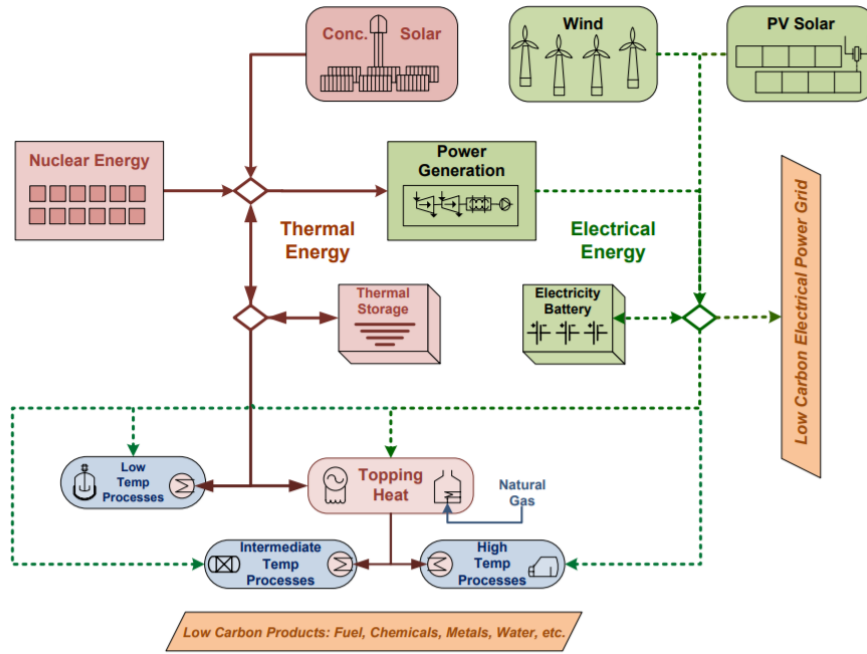 Conc. Solar
Wind
PV Solar
Nuclear Energy
Power
Generation
Thermal
Energy
Electrical
Energy
Thermal
Storage
Electricity
Battery
Low Carbon Electrical Power Grid
Low
Temp
Processes
Topping
Heat
Natural
Gas
Intermediate
Temp
Processes
High
Temp
Processes
Low Carbon Products: Fuel, Chemicals, Metals, Water, etc.